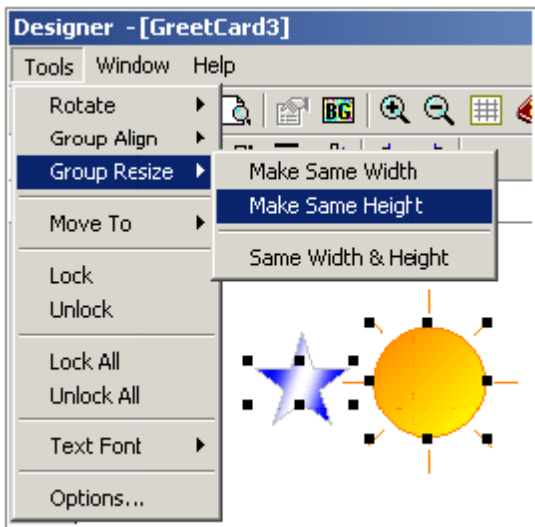 Designer - [GreetCard3]
Tools Window Help
BG
Rotate
Group Align
Group Resize
Make Same Width
Make Same Height
Same Width & Height
Move To
Lock
Unlock
Lock All
Unlock All
Text Font
Options...